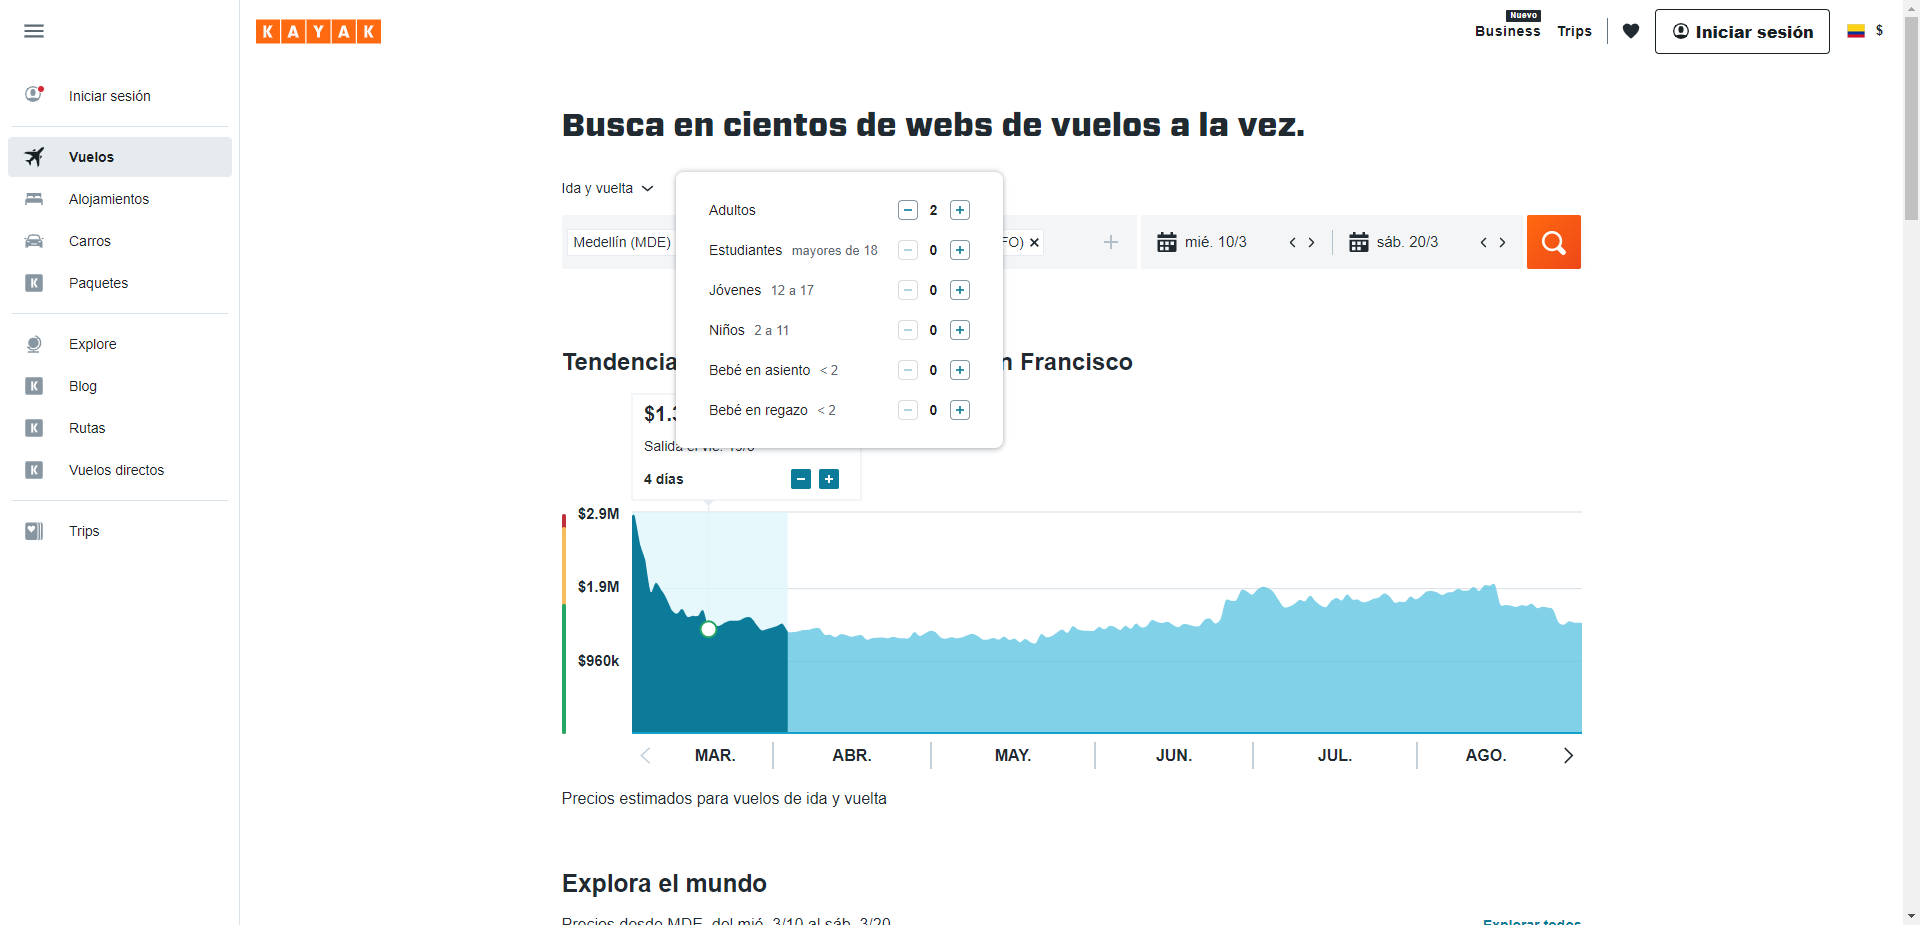 KAYAK
Nuevo
Business
Trips
Iniciar sesión
$
Iniciar sesión
Vuelos
Alojamientos
Carros
Paquetes
Explore
Blog
Rutas
Vuelos directos
Trips
Busca en cientos de webs de vuelos a la vez.
Ida y vuelta
Medellín (MDE)
FO)
mié. 10/3
sáb. 20/3
Adultos 2
Estudiantes mayores de 18 0
Jóvenes 12 a 17 0
Niños 2 a 11 0
Bebé en asiento < 2 0
Bebé en regazo < 2 0
Tendencia
n Francisco
$1.3
Salida
4 días
$2.9M
$1.9M
$960k
MAR.
ABR.
MAY.
JUN.
JUL.
AGO.
Precios estimados para vuelos de ida y vuelta
Explora el mundo
Precios desde MDE, del mié. 3/10 al sáb. 3/20
Explorar todos